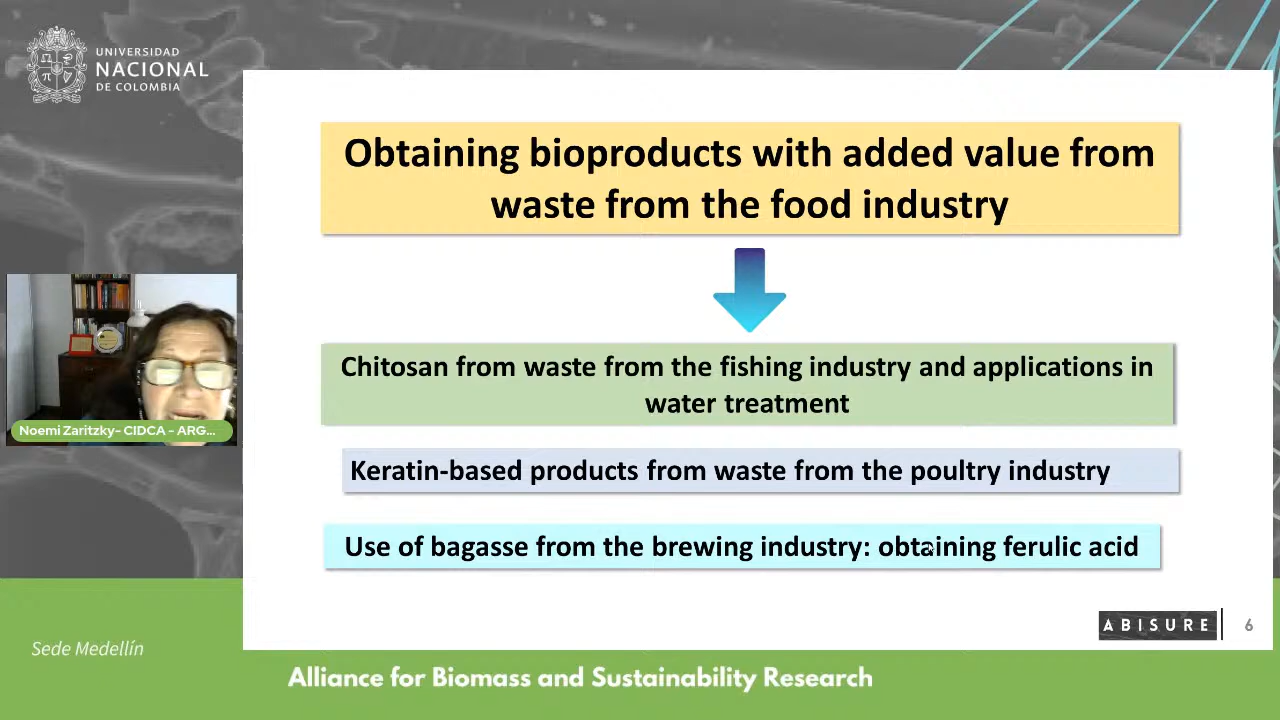 UNIVERSIDAD
NACIONAL
DE COLOMBIA
Obtaining bioproducts with added value from
waste from the food industry
Chitosan from waste from the fishing industry and applications in
water treatment
Keratin-based products from waste from the poultry industry
Use of bagasse from the brewing industry: obtaining ferulic acid
Noemi Zaritzky- CIDCA - ARG...
ABISURE
6
Sede Medellín
Alliance for Biomass and Sustainability Research